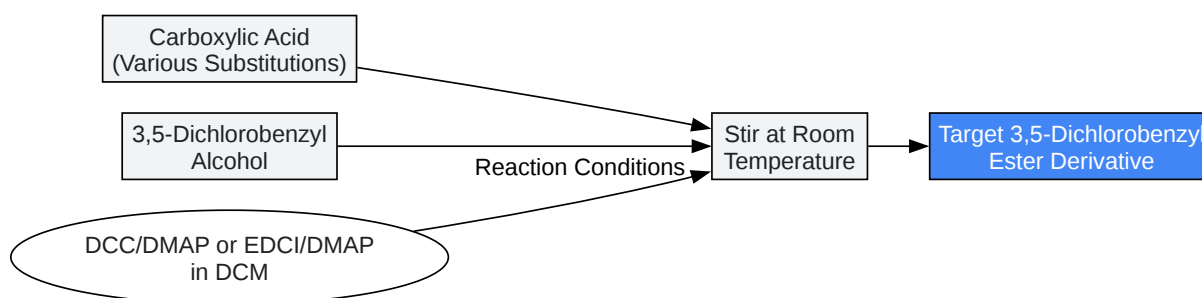 Carboxylic Acid
(Various Substitutions)
3,5-Dichlorobenzyl
Alcohol
Reaction Conditions
DCC/DMAP or EDCI/DMAP
in DCM
Stir at Room
Temperature
Target 3,5-Dichlorobenzyl
Ester Derivative